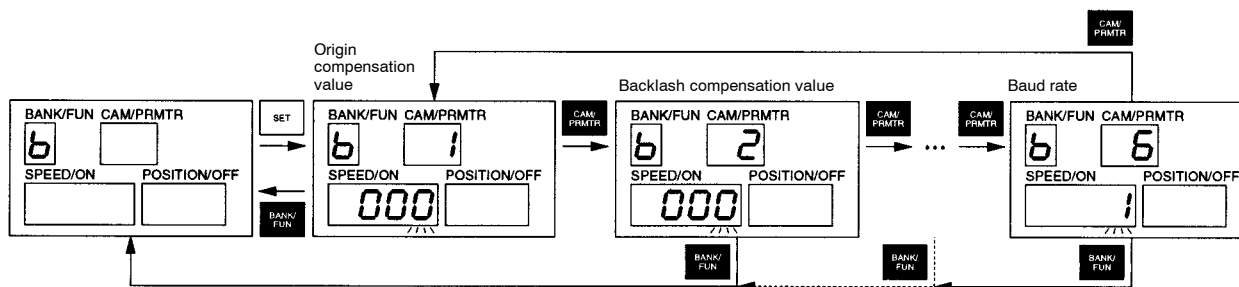 CAM/
PRMTR
Origin
compensation
value
Backlash compensation value
Baud rate
BANK/FUN CAM/PRMTR
b
SPEED/ON POSITION/OFF
SET
BANK/
FUN
BANK/FUN CAM/PRMTR
b 1
SPEED/ON POSITION/OFF
000
CAM/
PRMTR
BANK/FUN CAM/PRMTR
b 2
SPEED/ON POSITION/OFF
000
CAM/
PRMTR
...
CAM/
PRMTR
BANK/FUN CAM/PRMTR
b 6
SPEED/ON POSITION/OFF
1
BANK/
FUN
BANK/
FUN
BANK/
FUN